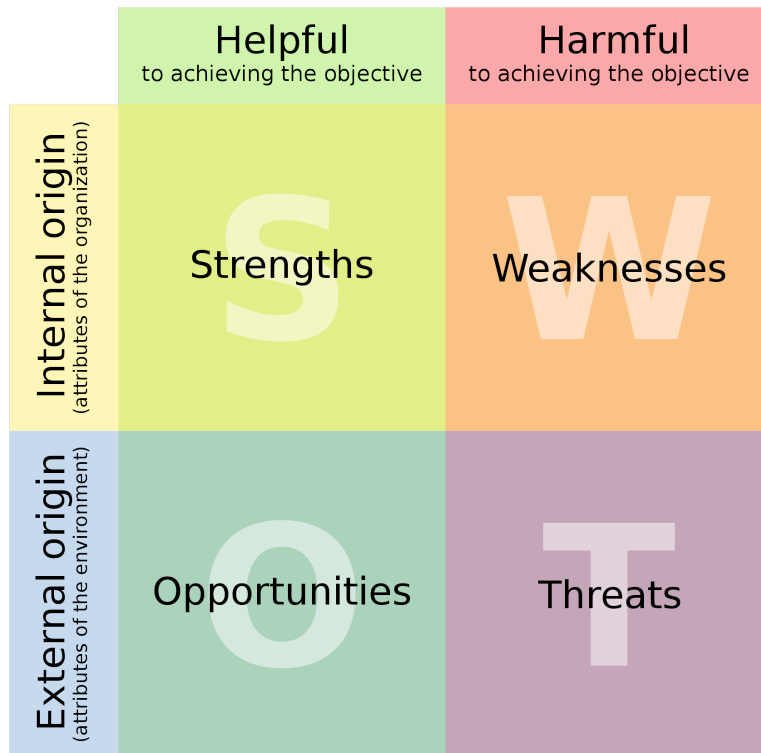 Helpful
to achieving the objective
Harmful
to achieving the objective
Internal origin
(attributes of the organization)
S
Strengths
W
Weaknesses
External origin
(attributes of the environment)
O
Opportunities
T
Threats